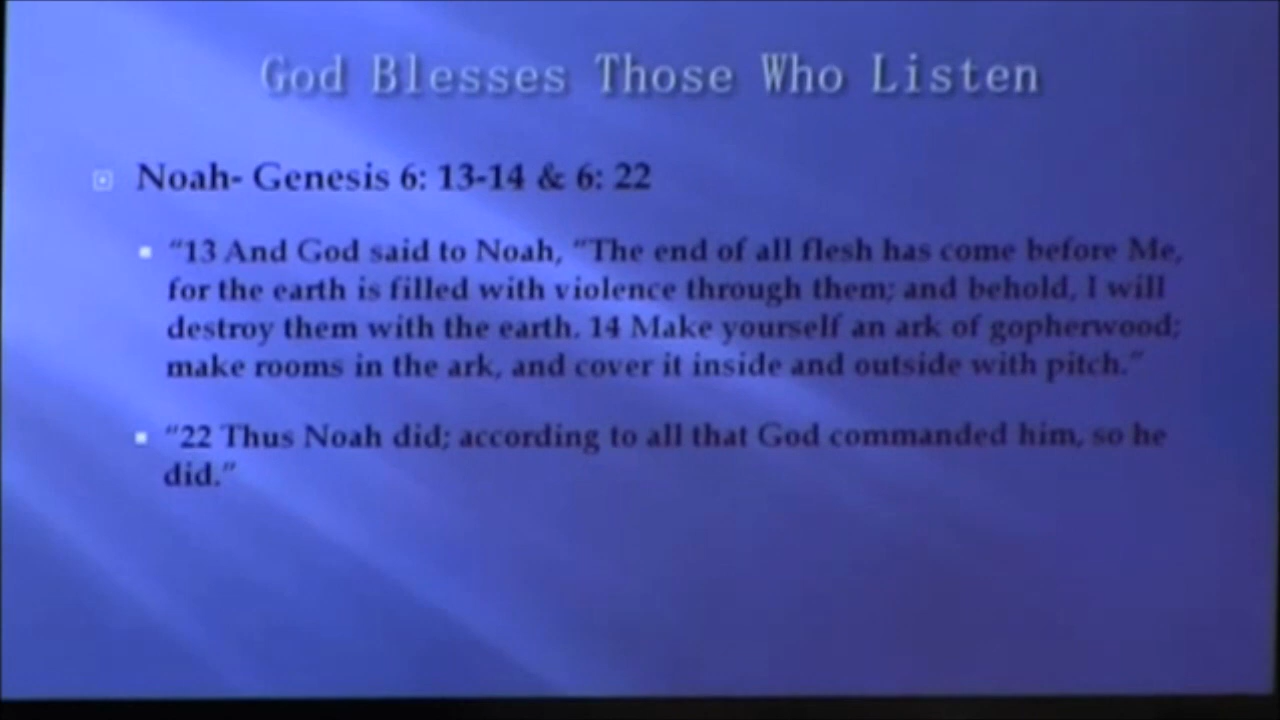 God Blesses Those Who Listen
Noah- Genesis 6: 13-14 & 6: 22
“13 And God said to Noah, “The end of all flesh has come before Me,
for the earth is filled with violence through them; and behold, I will
destroy them with the earth. 14 Make yourself an ark of gopherwood;
make rooms in the ark, and cover it inside and outside with pitch.”
“22 Thus Noah did; according to all that God commanded him, so he
did.”